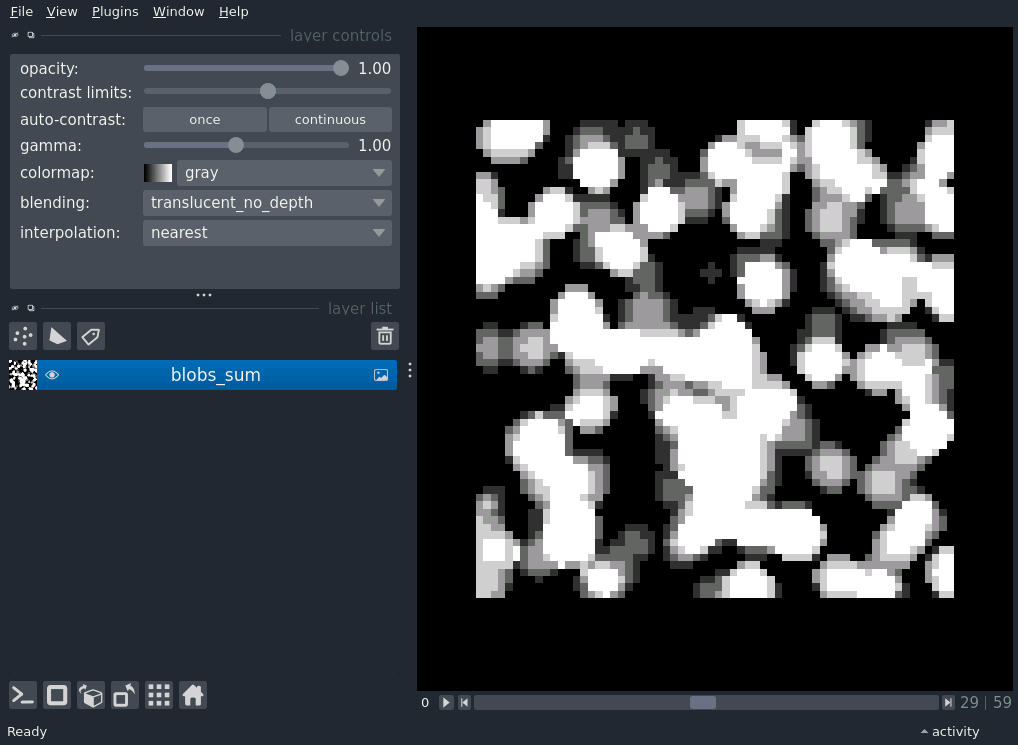 File View Plugins Window Help
layer controls
opacity: 1.00
contrast limits:
auto-contrast: once continuous
gamma: 1.00
colormap: gray
blending: translucent_no_depth
interpolation: nearest
layer list
blobs_sum
0 29 | 59
Ready activity